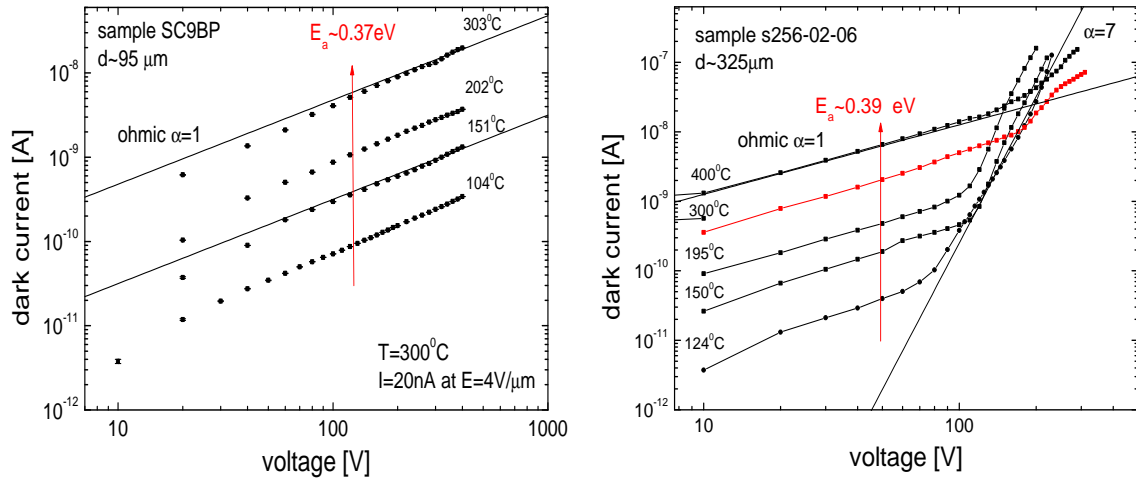 sample SC9BP
d~95 μm
E_a~0.37eV
303⁰C
202⁰C
151⁰C
104⁰C
ohmic α=1
T=300⁰C
I=20nA at E=4V/μm
10⁻⁸
10⁻⁹
10⁻¹⁰
10⁻¹¹
10⁻¹²
dark current [A]
10
100
1000
voltage [V]
sample s256-02-06
d~325μm
α=7
E_a~0.39 eV
ohmic α=1
400⁰C
300⁰C
195⁰C
150⁰C
124⁰C
10⁻⁷
10⁻⁸
10⁻⁹
10⁻¹⁰
10⁻¹¹
10⁻¹²
dark current [A]
10
100
voltage [V]